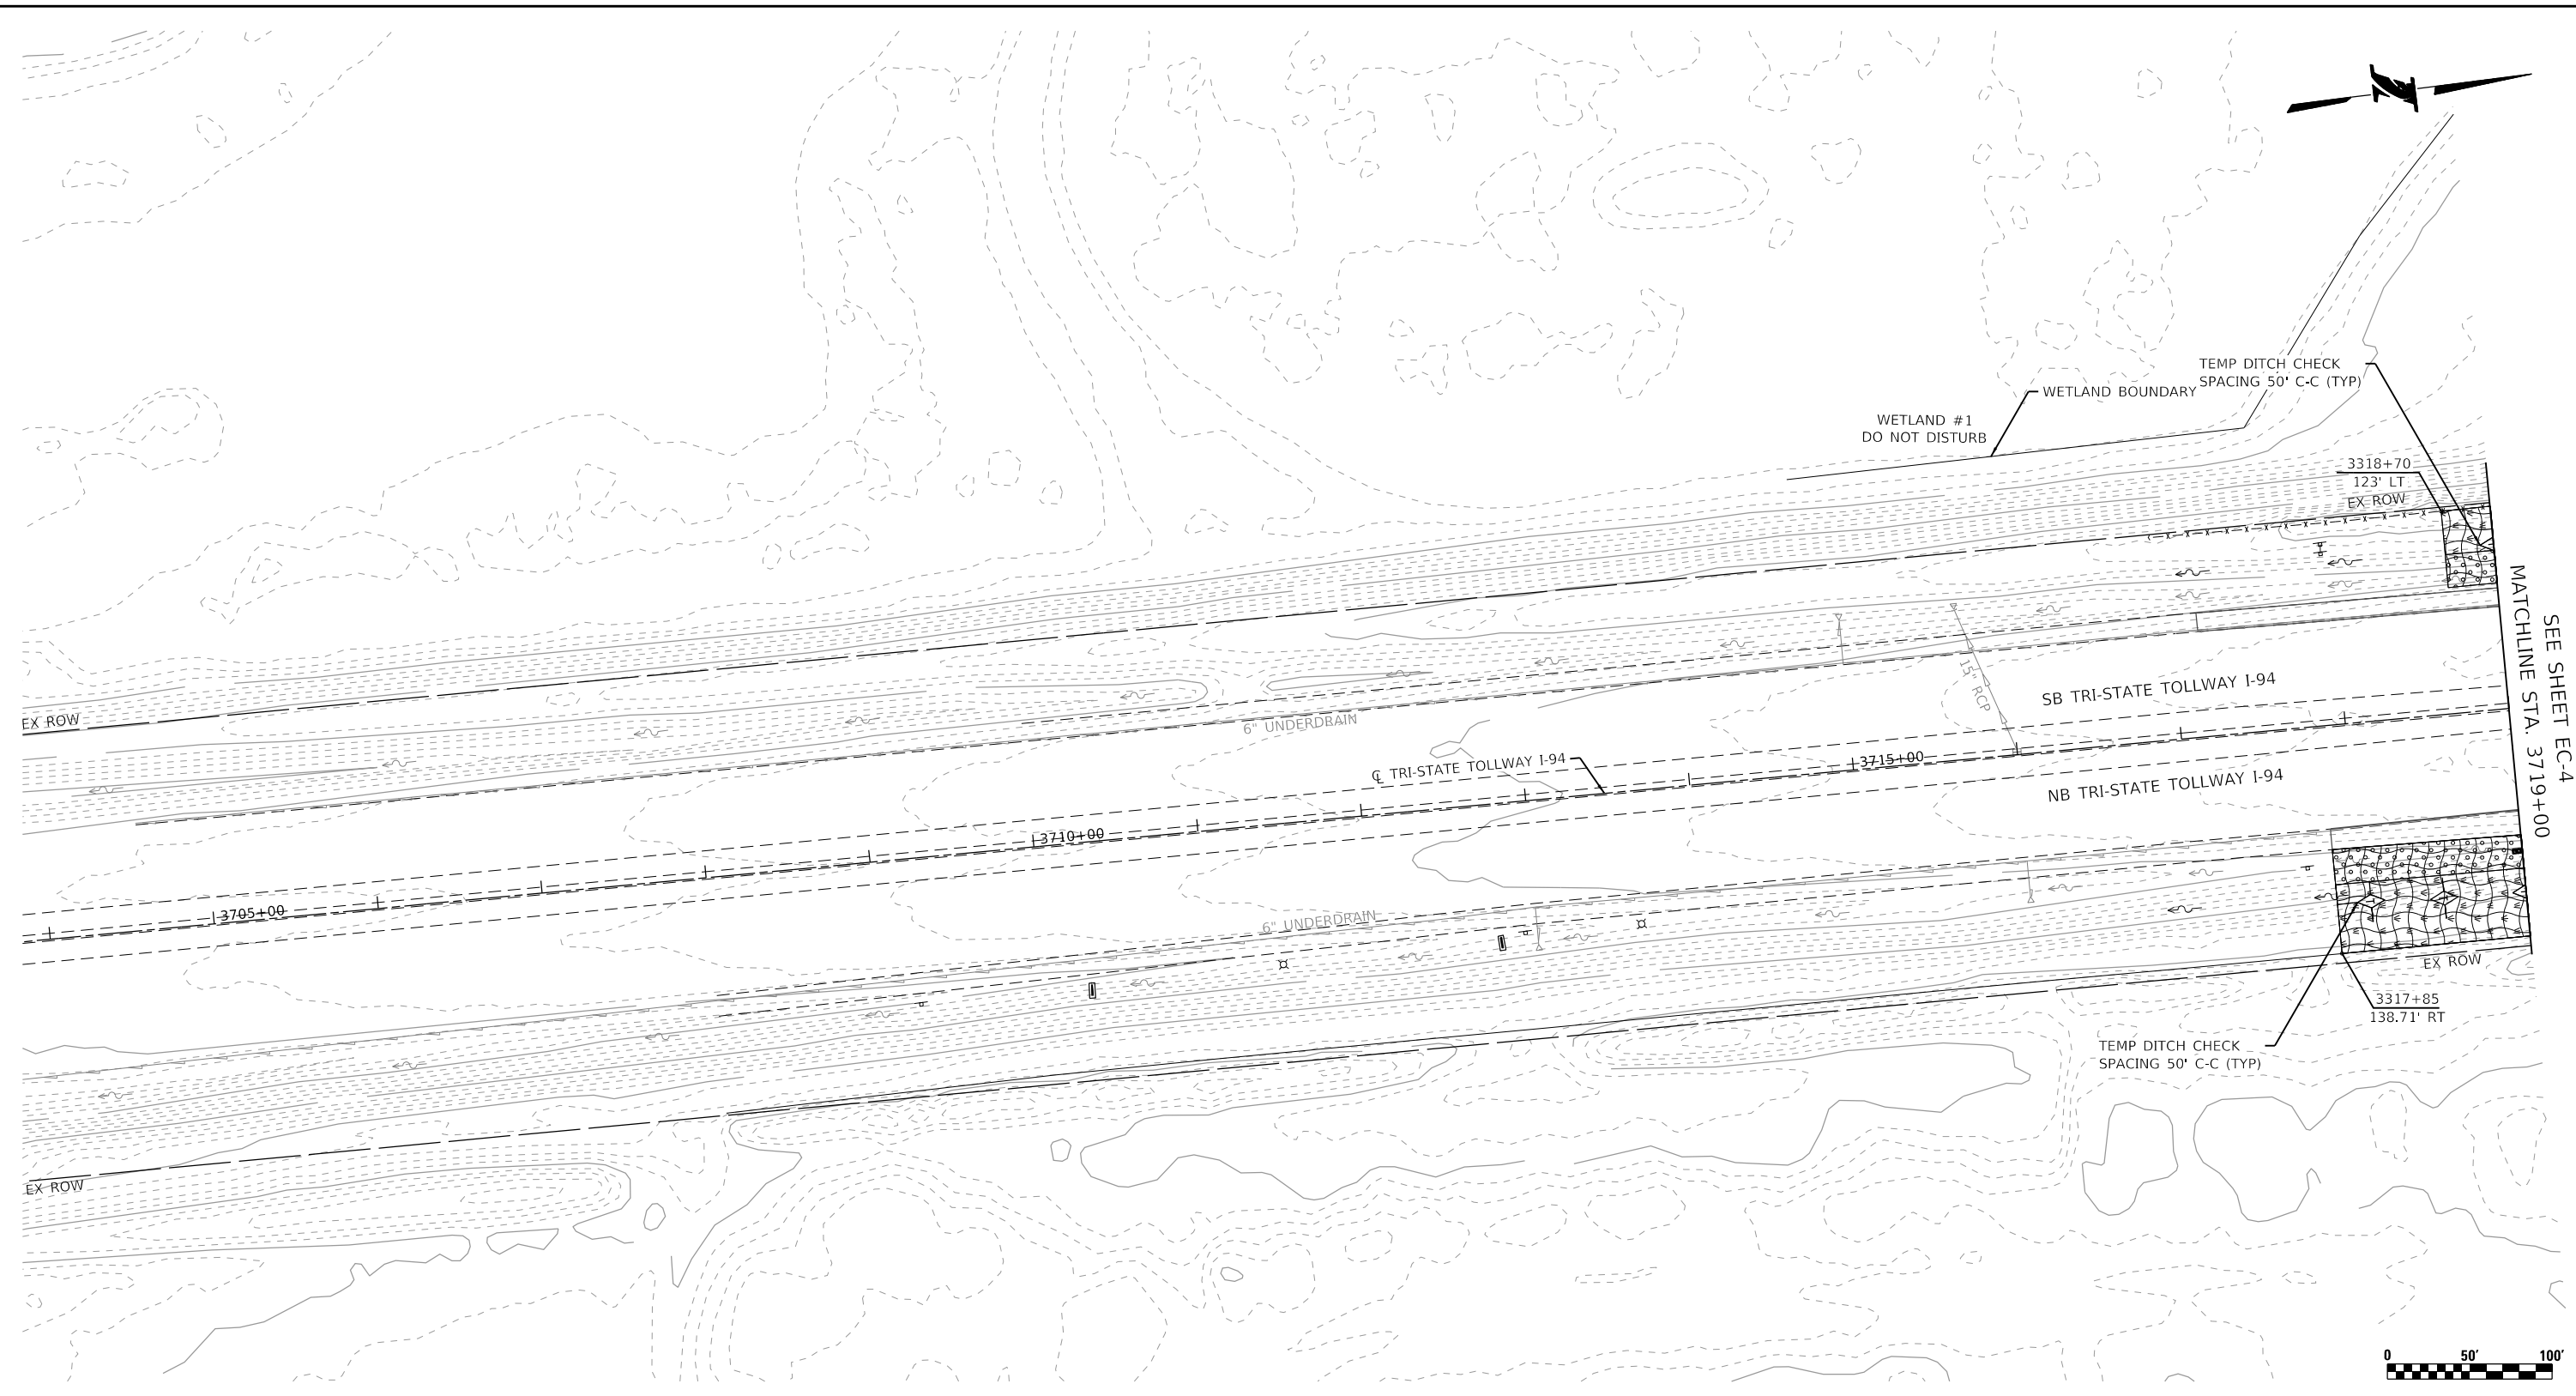 N
TEMP DITCH CHECK
SPACING 50' C-C (TYP)
WETLAND BOUNDARY
WETLAND #1
DO NOT DISTURB
3318+70
123' LT
EX ROW
SEE SHEET EC-4
MATCHLINE STA. 3719+00
15" RCP
SB TRI-STATE TOLLWAY I-94
EX ROW
6" UNDERDRAIN
℄ TRI-STATE TOLLWAY I-94
3715+00
NB TRI-STATE TOLLWAY I-94
3710+00
3705+00
6" UNDERDRAIN
EX ROW
3317+85
138.71' RT
TEMP DITCH CHECK
SPACING 50' C-C (TYP)
EX ROW
0 50' 100'